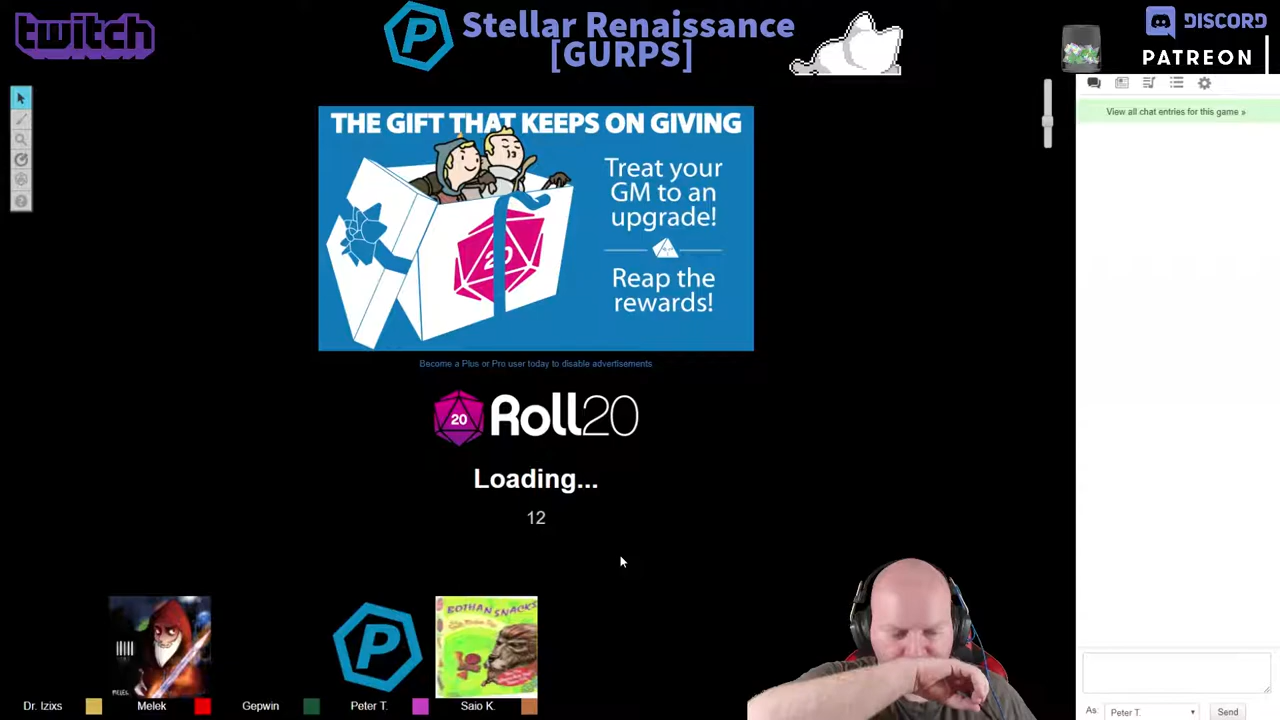 twitch
Stellar Renaissance
[GURPS]
DISCORD
PATREON
THE GIFT THAT KEEPS ON GIVING
Treat your
GM to an
upgrade!
Reap the
rewards!
20
Become a Plus or Pro user today to disable advertisements
20 Roll20
Loading...
12
View all chat entries for this game »
BOTHAN SNACKS
Dr. Izixs
Melek
Gepwin
Peter T.
Saio K.
As:
Peter T.
Send